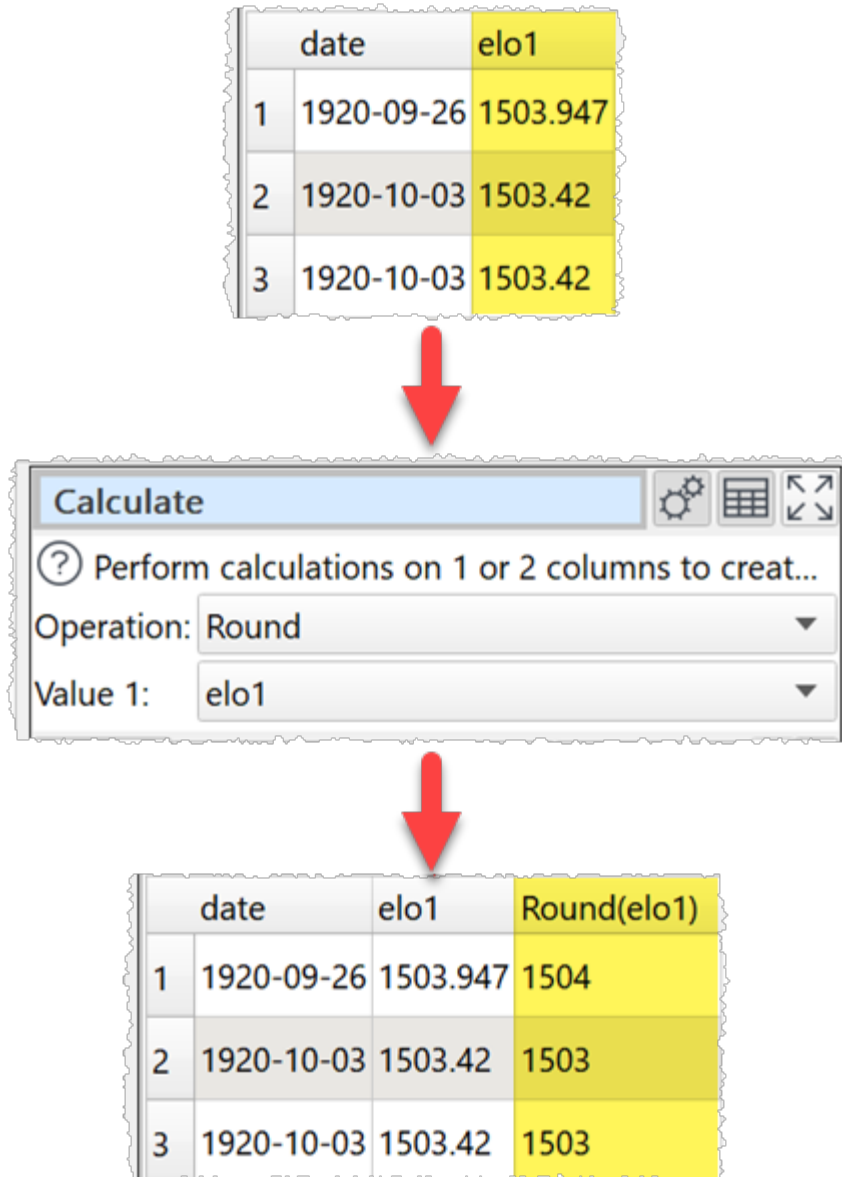 date elo1
1 1920-09-26 1503.947
2 1920-10-03 1503.42
3 1920-10-03 1503.42
Calculate
? Perform calculations on 1 or 2 columns to creat...
Operation: Round
Value 1: elo1
date elo1 Round(elo1)
1 1920-09-26 1503.947 1504
2 1920-10-03 1503.42 1503
3 1920-10-03 1503.42 1503